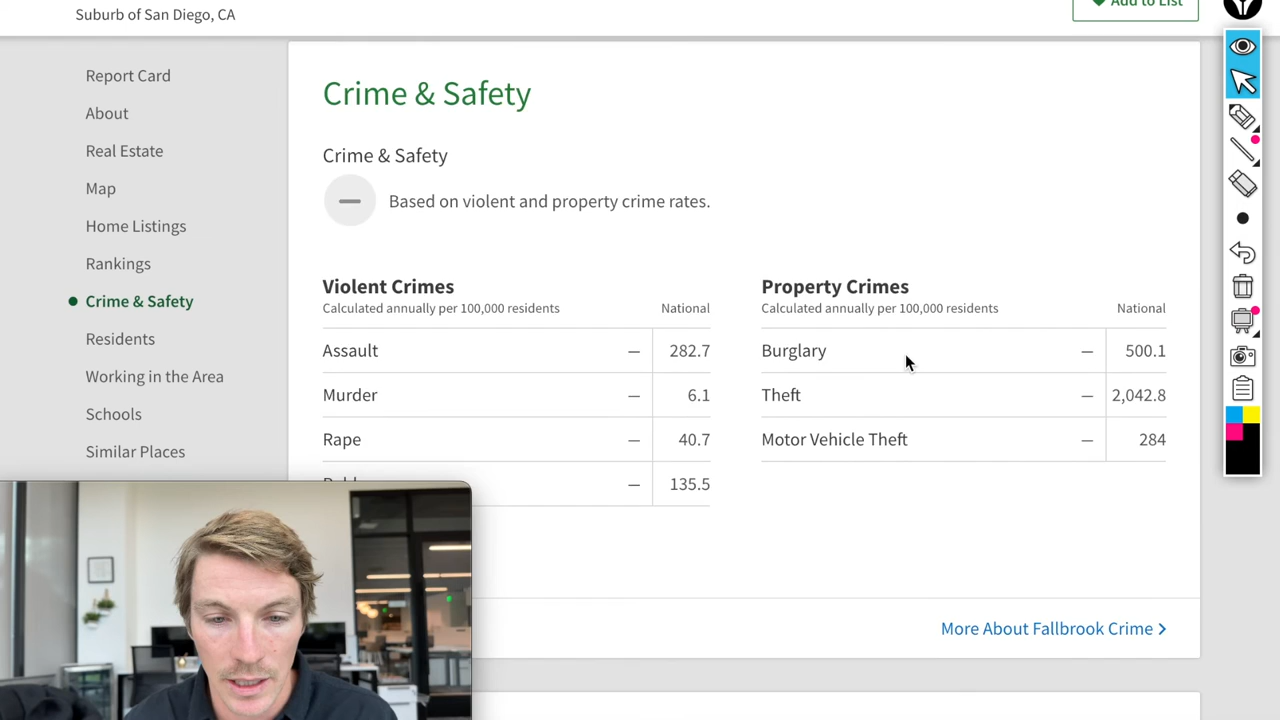 Suburb of San Diego, CA
Add to List
Report Card
About
Real Estate
Map
Home Listings
Rankings
Crime & Safety
Residents
Working in the Area
Schools
Similar Places
Crime & Safety
Crime & Safety
Based on violent and property crime rates.
Violent Crimes
Calculated annually per 100,000 residents National
Assault — 282.7
Murder — 6.1
Rape — 40.7
— 135.5
Property Crimes
Calculated annually per 100,000 residents National
Burglary — 500.1
Theft — 2,042.8
Motor Vehicle Theft — 284
More About Fallbrook Crime